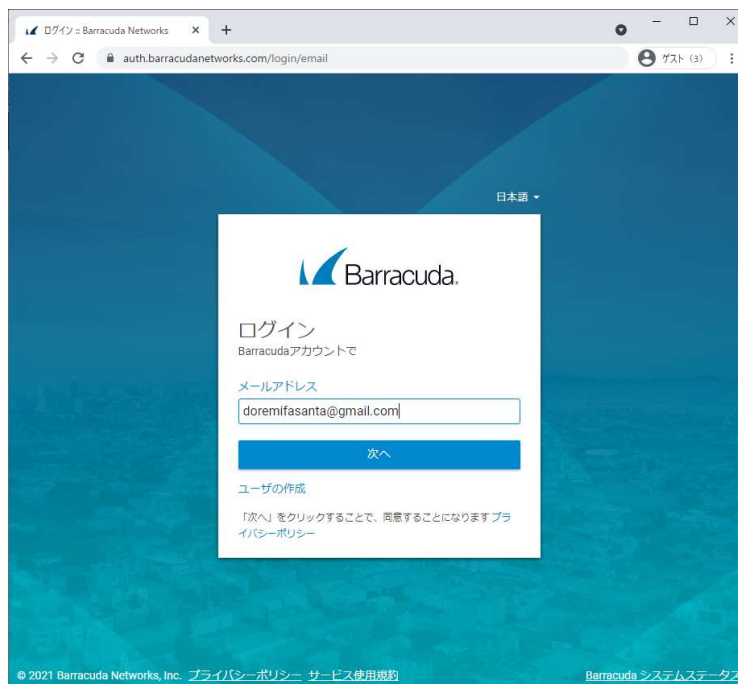 ログイン :: Barracuda Networks
auth.barracudanetworks.com/login/email
ゲスト (3)
日本語
Barracuda.
ログイン
Barracudaアカウントで
メールアドレス
doremifasanta@gmail.com
次へ
ユーザの作成
「次へ」をクリックすることで、同意することになります プラ
イバシーポリシー
© 2021 Barracuda Networks, Inc. プライバシーポリシー サービス使用規約 Barracuda システムステータス